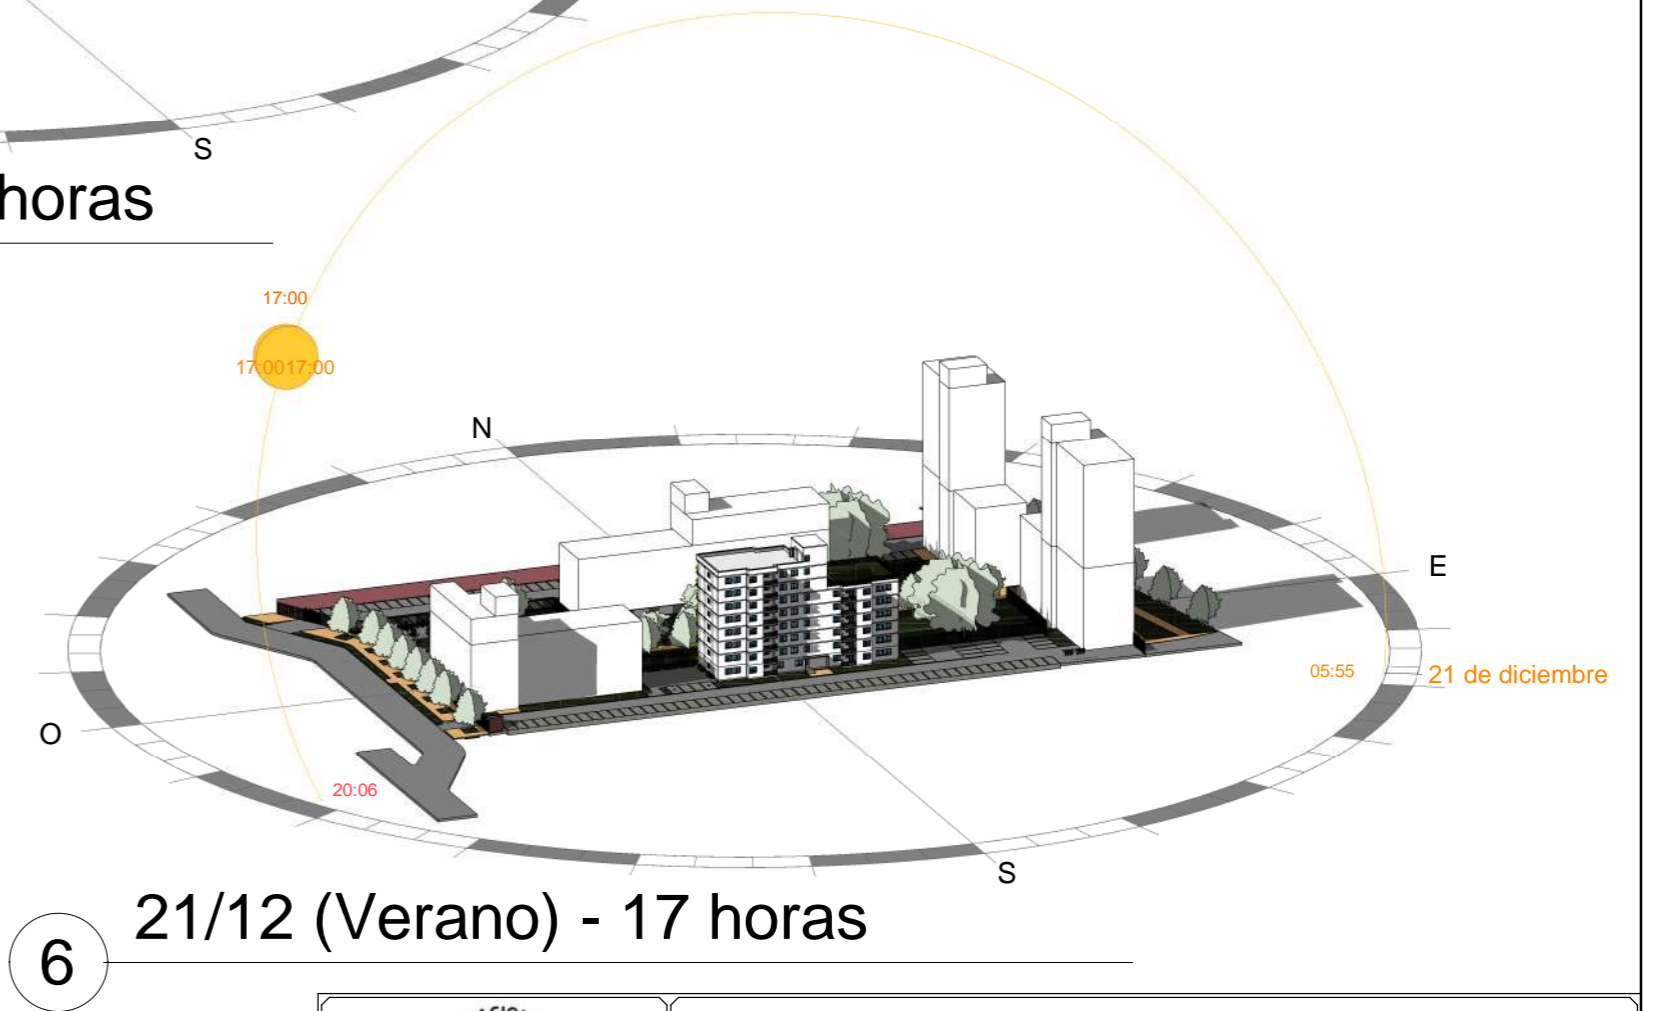 S
horas
17:00
17:0017:00
N
E
05:55
21 de diciembre
O
20:06
S
21/12 (Verano) - 17 horas
6